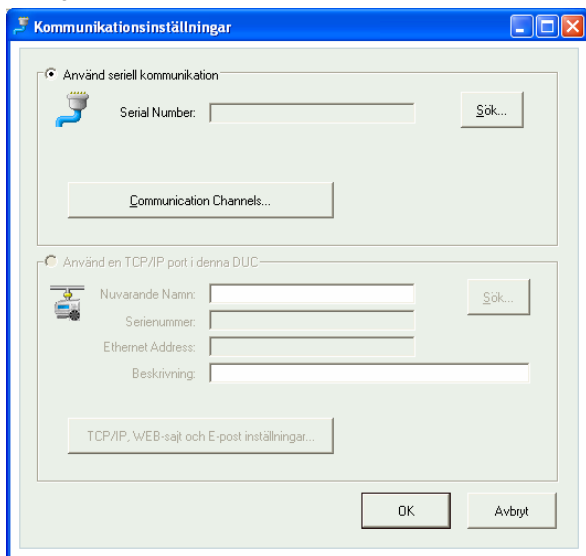 Kommunikationsinställningar
Använd seriell kommunikation
Serial Number:
Sök...
Communication Channels...
Använd en TCP/IP port i denna DUC
Nuvarande Namn:
Sök...
Serienummer:
Ethernet Address:
Beskrivning:
TCP/IP, WEB-sajt och E-post inställningar...
OK
Avbryt